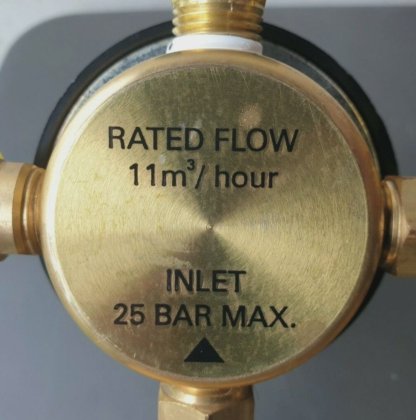 RATED FLOW
11m³/ hour
INLET
25 BAR MAX.